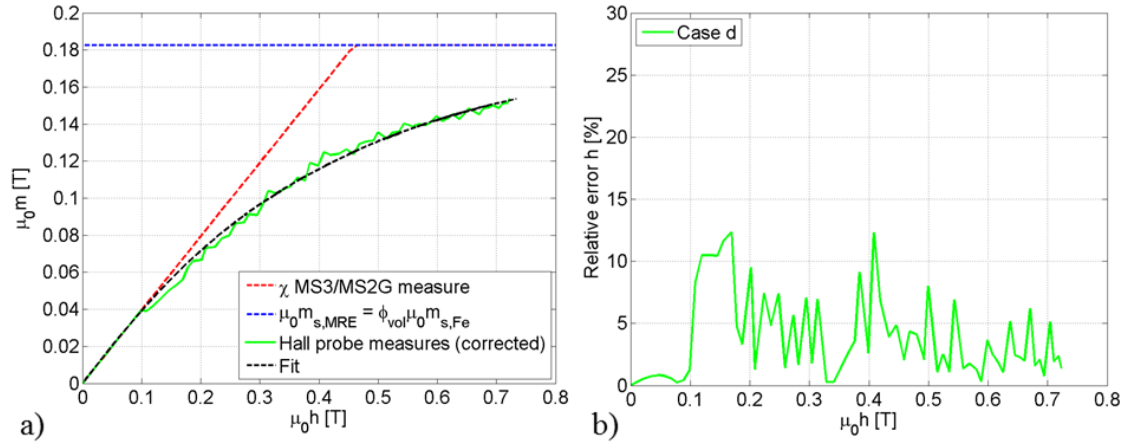 0.2
0.18
0.16
0.14
0.12
0.1
0.08
0.06
0.04
0.02
0
μ₀m [T]
χ MS3/MS2G measure
μ₀mₛ,MRE = ϕvolμ₀mₛ,Fe
Hall probe measures (corrected)
Fit
0 0.1 0.2 0.3 0.4 0.5 0.6 0.7 0.8
μ₀h [T]
a)
30
25
20
15
10
5
0
Relative error h [%]
Case d
0 0.1 0.2 0.3 0.4 0.5 0.6 0.7 0.8
μ₀h [T]
b)